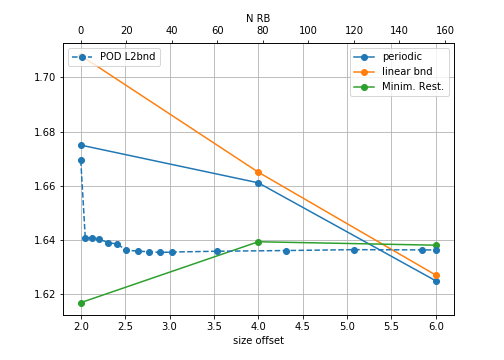 N RB
0 20 40 60 80 100 120 140 160
POD L2bnd
periodic
linear bnd
Minim. Rest.
1.70
1.68
1.66
1.64
1.62
2.0 2.5 3.0 3.5 4.0 4.5 5.0 5.5 6.0
size offset